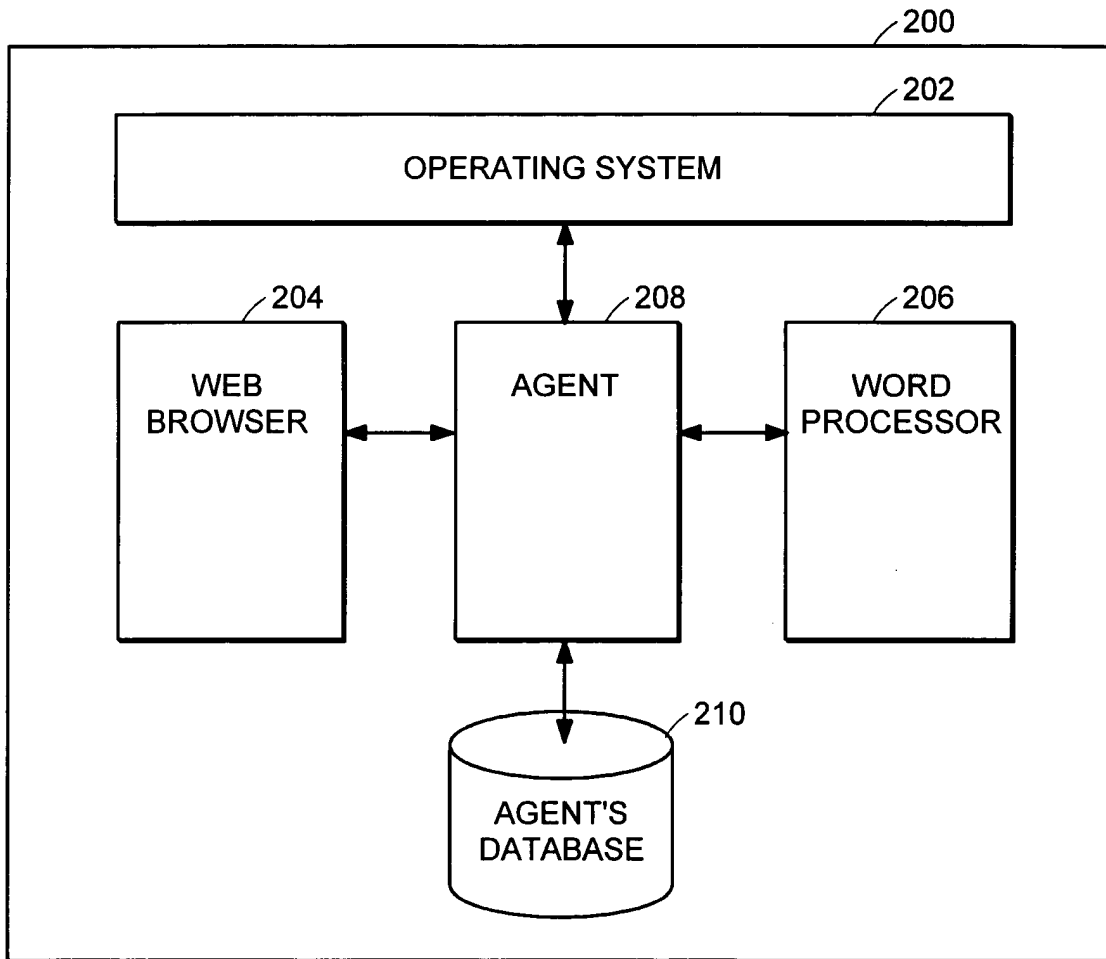 200
202
OPERATING SYSTEM
204
208
206
WEB
BROWSER
AGENT
WORD
PROCESSOR
210
AGENT'S
DATABASE